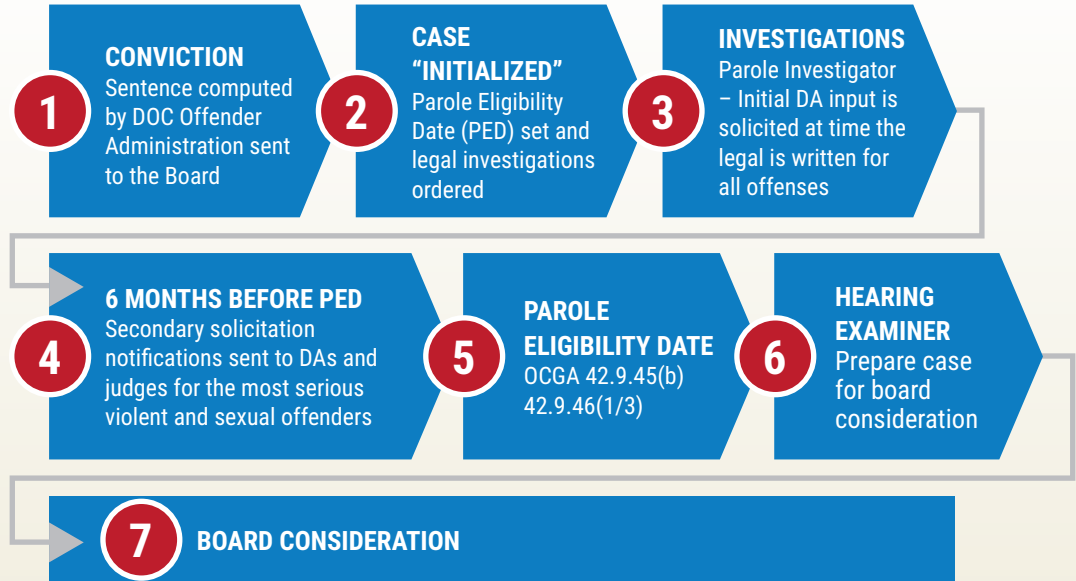 1
CONVICTION
Sentence computed
by DOC Offender
Administration sent
to the Board
2
CASE
“INITIALIZED”
Parole Eligibility
Date (PED) set and
legal investigations
ordered
3
INVESTIGATIONS
Parole Investigator
– Initial DA input is
solicited at time the
legal is written for
all offenses
4
6 MONTHS BEFORE PED
Secondary solicitation
notifications sent to DAs and
judges for the most serious
violent and sexual offenders
5
PAROLE
ELIGIBILITY DATE
OCGA 42.9.45(b)
42.9.46(1/3)
6
HEARING
EXAMINER
Prepare case
for board
consideration
7
BOARD CONSIDERATION